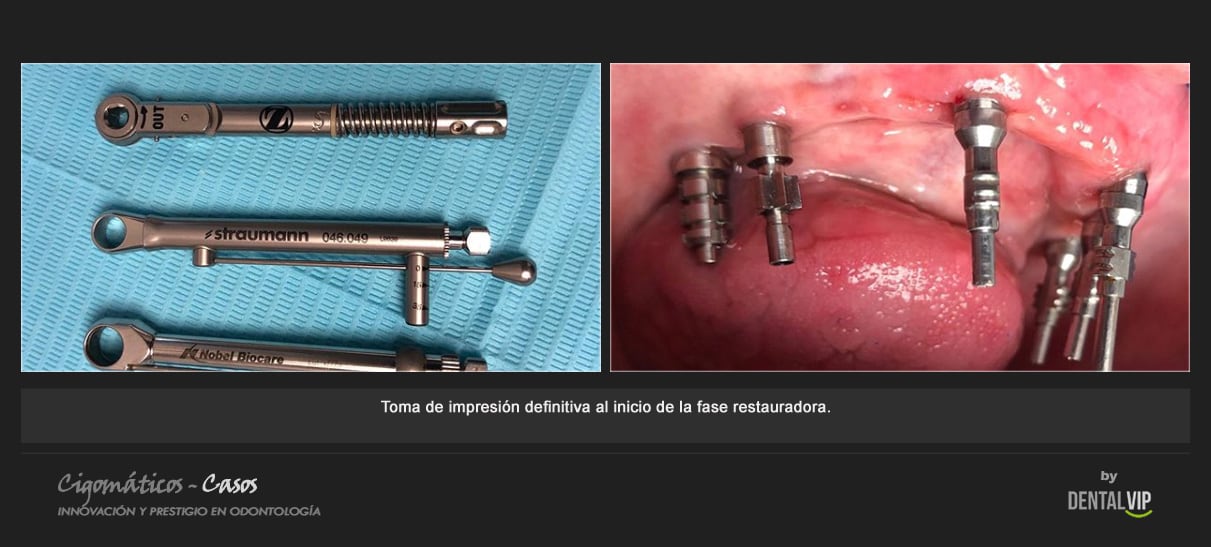 OUT
Z
straumann 046.049
0
Nobel Biocare
Toma de impresión definitiva al inicio de la fase restauradora.
Cigomáticos - Casos
INNOVACIÓN Y PRESTIGIO EN ODONTOLOGÍA
by
DENTALVIP